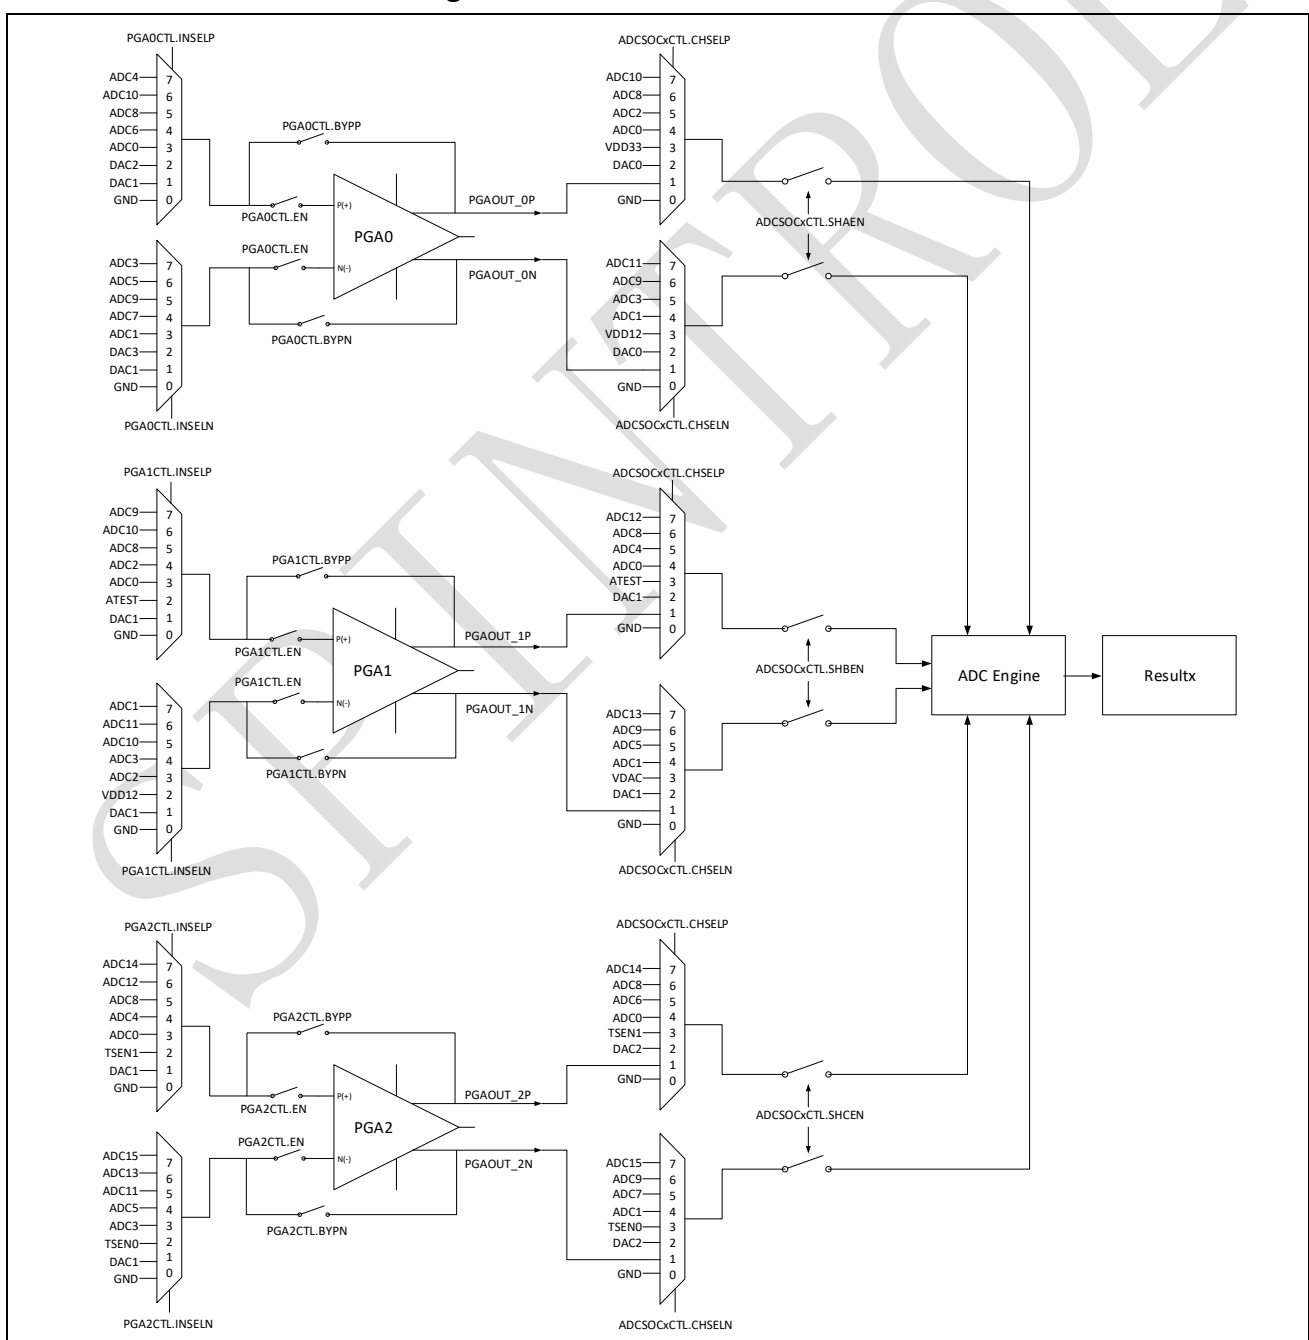 PGA0CTL.INSELP
ADC4 7
ADC10 6
ADC8 5
ADC6 4
ADC0 3
DAC2 2
DAC1 1
GND 0
PGA0CTL.BYPP
PGA0CTL.EN
P(+)
PGA0
PGAOUT_0P
PGA0CTL.EN
N(-)
PGAOUT_0N
PGA0CTL.BYPN
ADC3 7
ADC5 6
ADC9 5
ADC7 4
ADC1 3
DAC3 2
DAC1 1
GND 0
PGA0CTL.INSELN
ADCSOCxCTL.CHSELP
ADC10 7
ADC8 6
ADC2 5
ADC0 4
VDD33 3
DAC0 2
1
GND 0
ADCSOCxCTL.SHAEN
ADC11 7
ADC9 6
ADC3 5
ADC1 4
VDD12 3
DAC0 2
1
GND 0
ADCSOCxCTL.CHSELN
PGA1CTL.INSELP
ADC9 7
ADC10 6
ADC8 5
ADC2 4
ADC0 3
ATEST 2
DAC1 1
GND 0
PGA1CTL.BYPP
PGA1CTL.EN
P(+)
PGA1
PGAOUT_1P
PGA1CTL.EN
N(-)
PGAOUT_1N
PGA1CTL.BYPN
ADC1 7
ADC11 6
ADC10 5
ADC3 4
ADC2 3
VDD12 2
DAC1 1
GND 0
PGA1CTL.INSELN
ADCSOCxCTL.CHSELP
ADC12 7
ADC8 6
ADC4 5
ADC0 4
ATEST 3
DAC1 2
1
GND 0
ADCSOCxCTL.SHBEN
ADC13 7
ADC9 6
ADC5 5
ADC1 4
VDAC 3
DAC1 2
1
GND 0
ADCSOCxCTL.CHSELN
ADC Engine
Resultx
PGA2CTL.INSELP
ADC14 7
ADC12 6
ADC8 5
ADC4 4
ADC0 3
TSEN1 2
DAC1 1
GND 0
PGA2CTL.BYPP
PGA2CTL.EN
P(+)
PGA2
PGAOUT_2P
PGA2CTL.EN
N(-)
PGAOUT_2N
PGA2CTL.BYPN
ADC15 7
ADC13 6
ADC11 5
ADC5 4
ADC3 3
TSEN0 2
DAC1 1
GND 0
PGA2CTL.INSELN
ADCSOCxCTL.CHSELP
ADC14 7
ADC8 6
ADC6 5
ADC0 4
TSEN1 3
DAC2 2
1
GND 0
ADCSOCxCTL.SHCEN
ADC15 7
ADC9 6
ADC7 5
ADC1 4
TSEN0 3
DAC2 2
1
GND 0
ADCSOCxCTL.CHSELN
SPINTROL